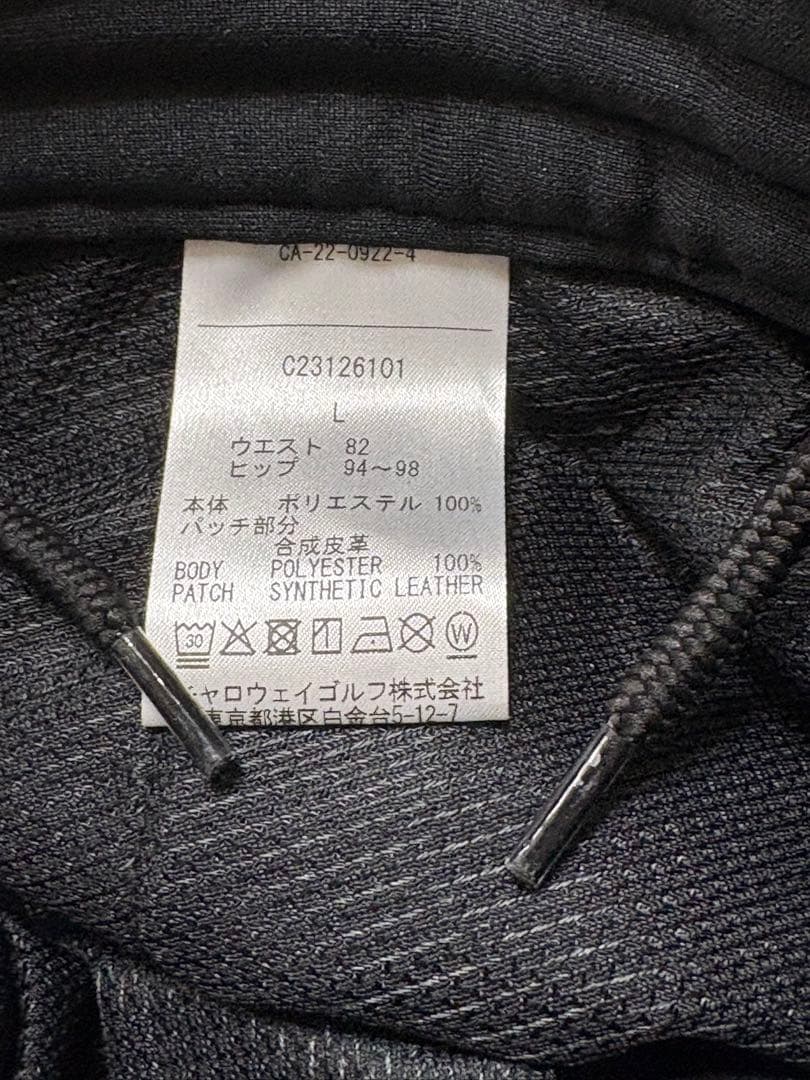 CA-22-0922-4
C23126101
L
ウエスト 82
ヒップ 94～98
本体 ポリエステル 100%
パッチ部分
合成皮革
BODY POLYESTER 100%
PATCH SYNTHETIC LEATHER
30 W
キャロウェイゴルフ株式会社
東京都港区白金台5-12-7